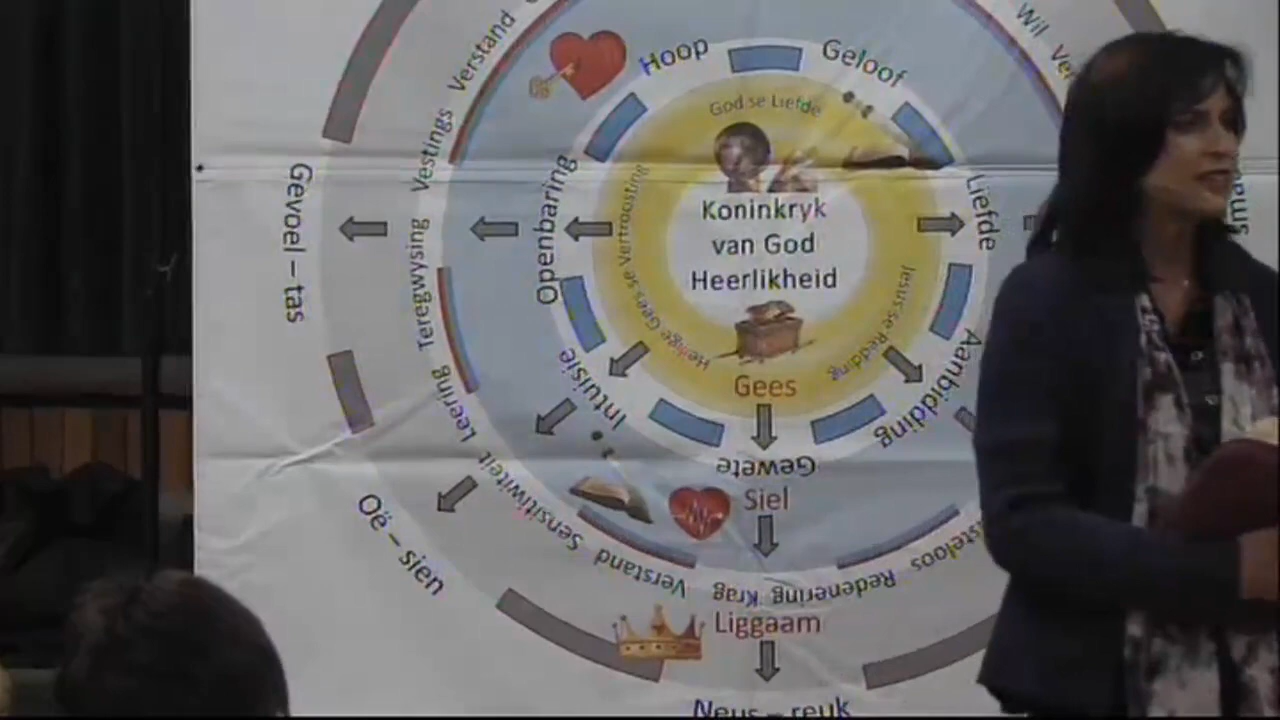 Verstand
Wil
Hoop
Geloof
God se Liefde
Vestings
Gevoel – tas
Teregwysing
Openbaring
Heilige Gees se Vertroosting
Koninkryk
van God
Heerlikheid
Liefde
Jesus se Redding
Gees
Aanbidding
Intuisie
Leering
Gewete
Siel
Oë – sien
Sensitiwiteit
Verstand
Krag
Redenering
Liggaam
Neus – reuk